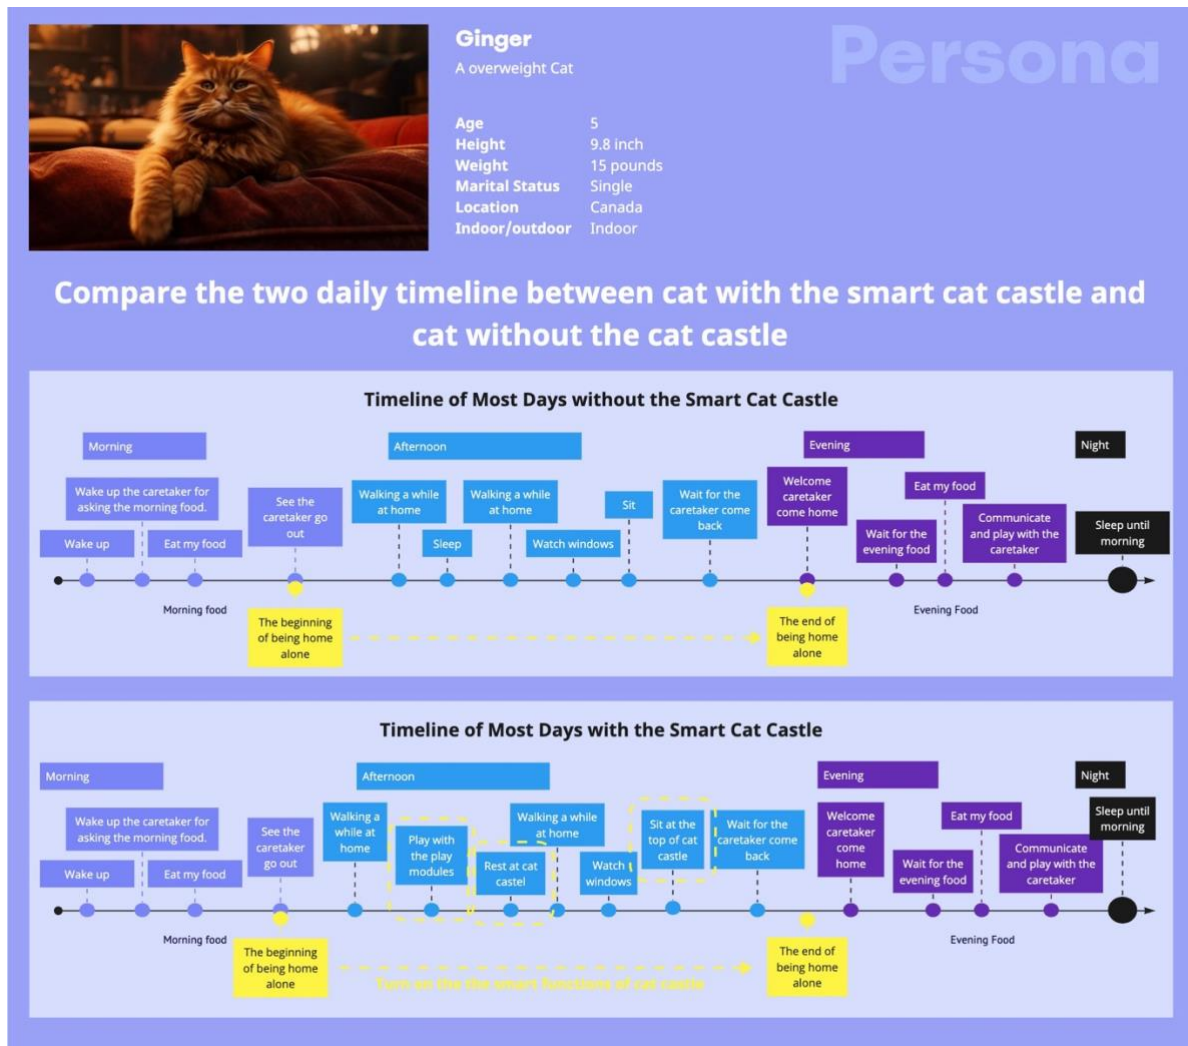 Persona
Ginger
A overweight Cat
Age 5
Height 9.8 inch
Weight 15 pounds
Marital Status Single
Location Canada
Indoor/outdoor Indoor
Compare the two daily timeline between cat with the smart cat castle and
cat without the cat castle
Timeline of Most Days without the Smart Cat Castle
Morning
Afternoon
Evening
Night
Wake up
Wake up the caretaker for
asking the morning food.
Eat my food
See the
caretaker go
out
Walking a while
at home
Sleep
Walking a while
at home
Watch windows
Sit
Wait for the
caretaker come
back
Welcome
caretaker
come home
Wait for the
evening food
Eat my food
Communicate
and play with the
caretaker
Sleep until
morning
Morning food
Evening Food
The beginning
of being home
alone
The end of
being home
alone
Timeline of Most Days with the Smart Cat Castle
Morning
Afternoon
Evening
Night
Wake up
Wake up the caretaker for
asking the morning food.
Eat my food
See the
caretaker
go out
Walking a
while at
home
Play with
the play
modules
Rest at cat
castel
Walking a while
at home
Watch
windows
Sit at the
top of cat
castle
Wait for the
caretaker come
back
Welcome
caretaker
come
home
Wait for the
evening food
Eat my food
Communicate
and play with the
caretaker
Sleep until
morning
Morning food
Evening Food
The beginning
of being home
alone
Turn on the the smart functions of cat castle
The end of
being home
alone